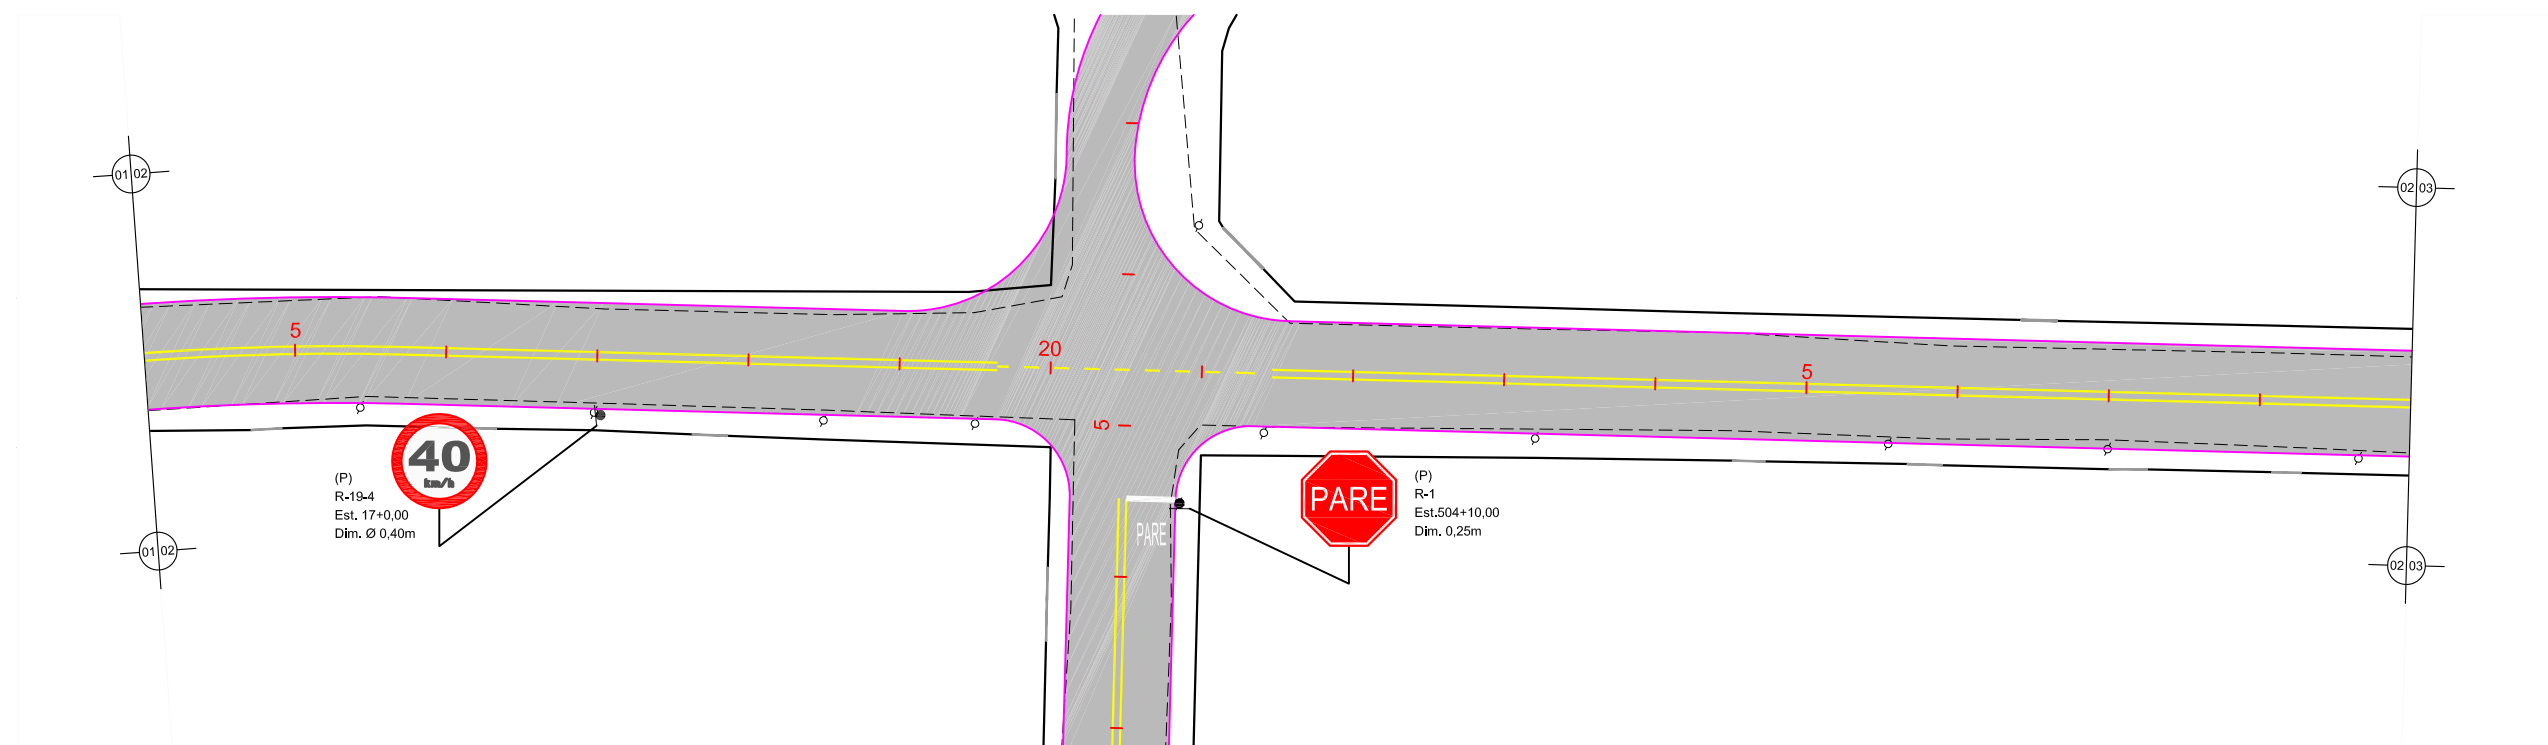 01 02
02 03
5
20
5
5
40
km/h
(P)
R-19-4
Est. 17+0,00
Dim. Ø 0,40m
PARE
PARE
(P)
R-1
Est.504+10,00
Dim. 0,25m
01 02
02 03